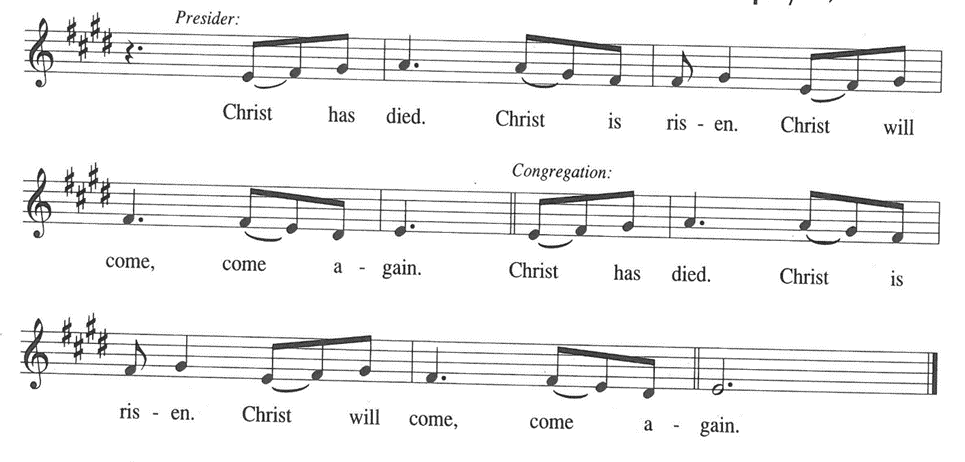 Presider:
Christ has died. Christ is ris - en. Christ will
Congregation:
come, come a - gain. Christ has died. Christ is
ris - en. Christ will come, come a - gain.